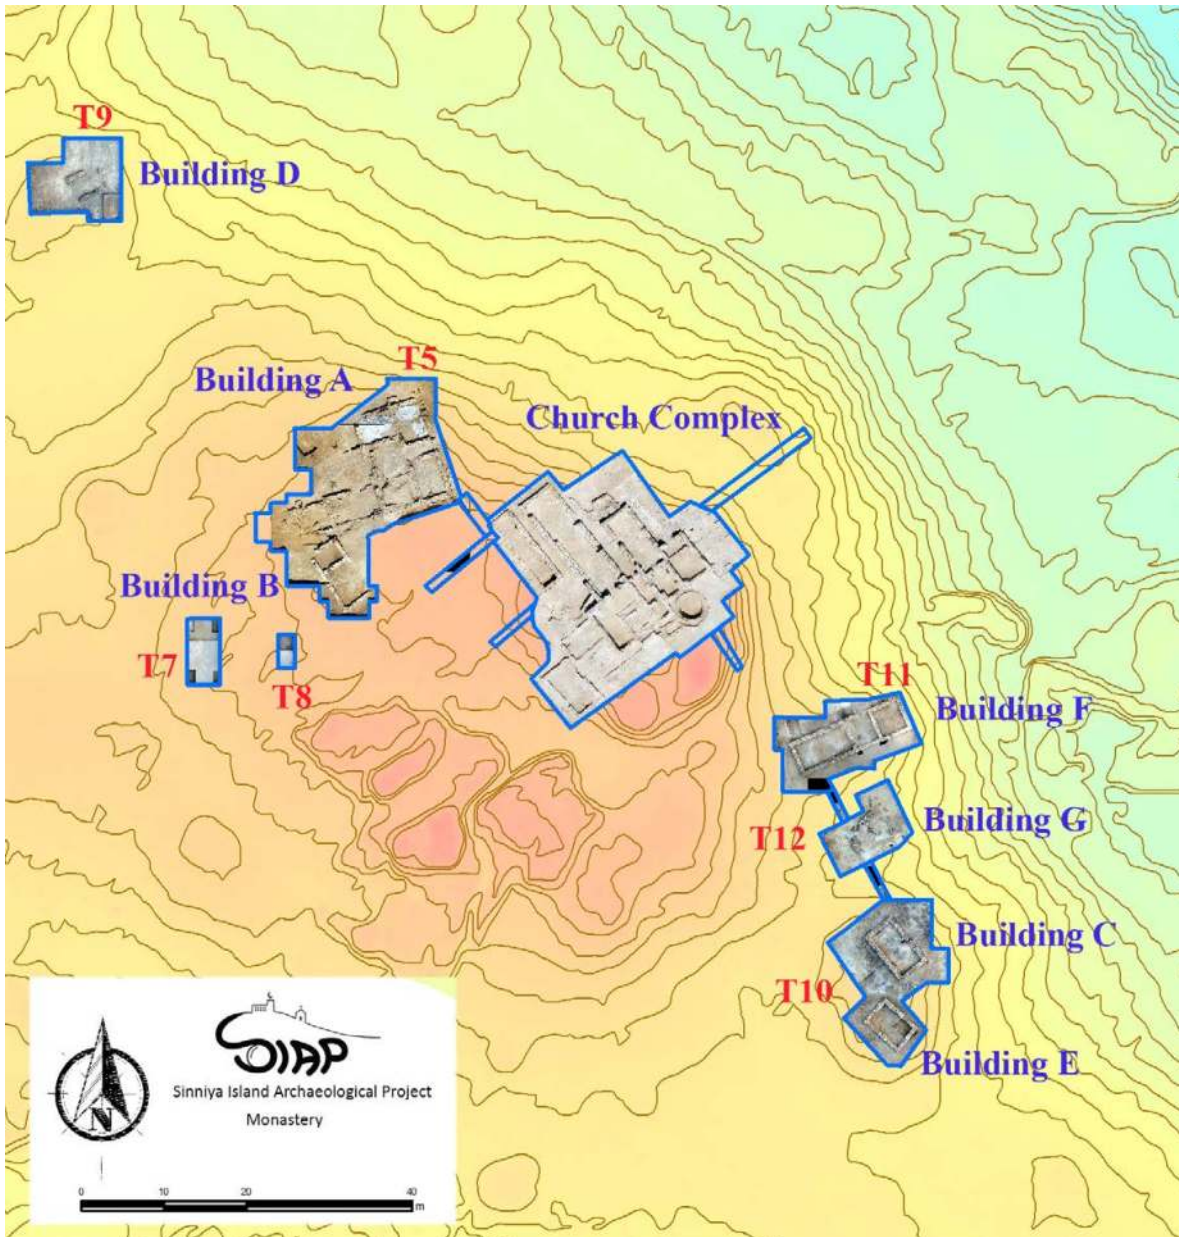 T9
Building D
T5
Building A
Church Complex
Building B
T7
T8
T11
Building F
T12
Building G
Building C
T10
Building E
SIAP
Sinniya Island Archaeological Project
Monastery
N
0 10 20 40
m